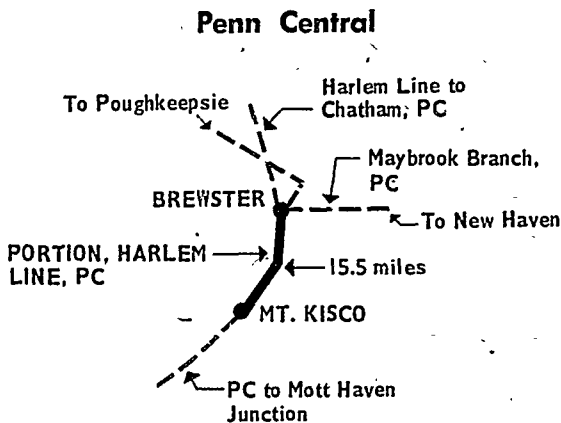 Penn Central
Harlem Line to
Chatham, PC
To Poughkeepsie
Maybrook Branch,
PC
BREWSTER
To New Haven
PORTION, HARLEM
LINE, PC
15.5 miles
MT. KISCO
PC to Mott Haven
Junction